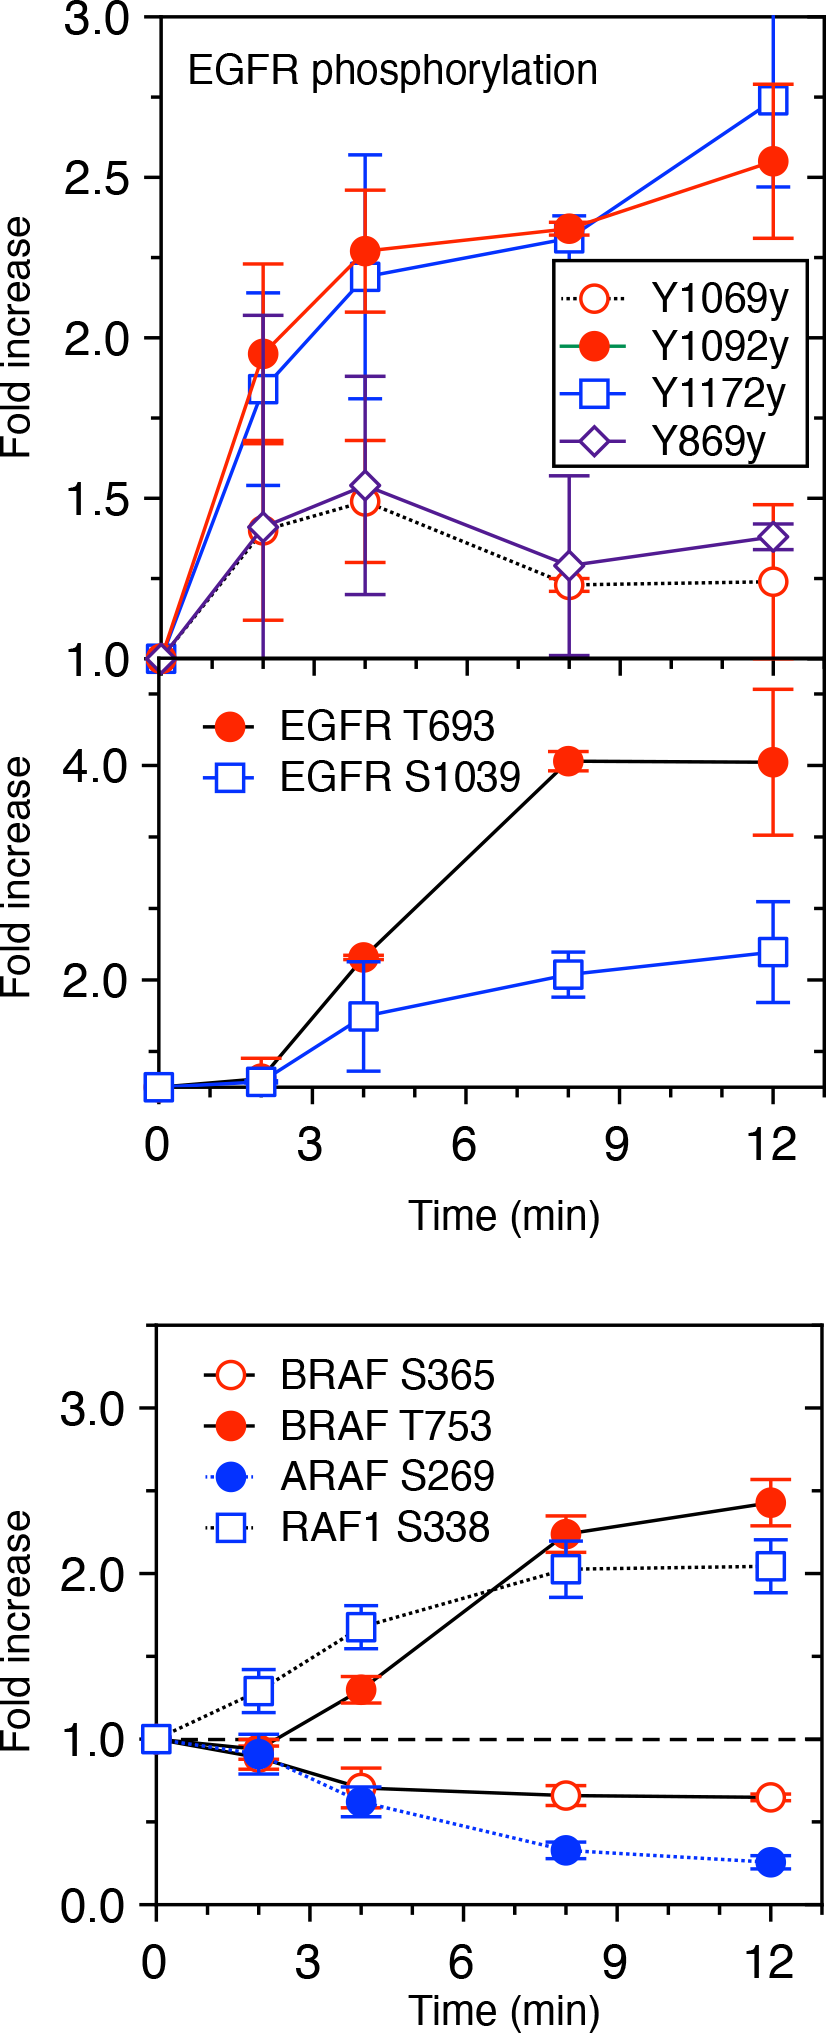 3.0
EGFR phosphorylation
2.5
2.0
1.5
1.0
Fold increase
Y1069y
Y1092y
Y1172y
Y869y
EGFR T693
EGFR S1039
4.0
2.0
Fold increase
0 3 6 9 12
Time (min)
BRAF S365
BRAF T753
ARAF S269
RAF1 S338
3.0
2.0
1.0
0.0
Fold increase
0 3 6 9 12
Time (min)